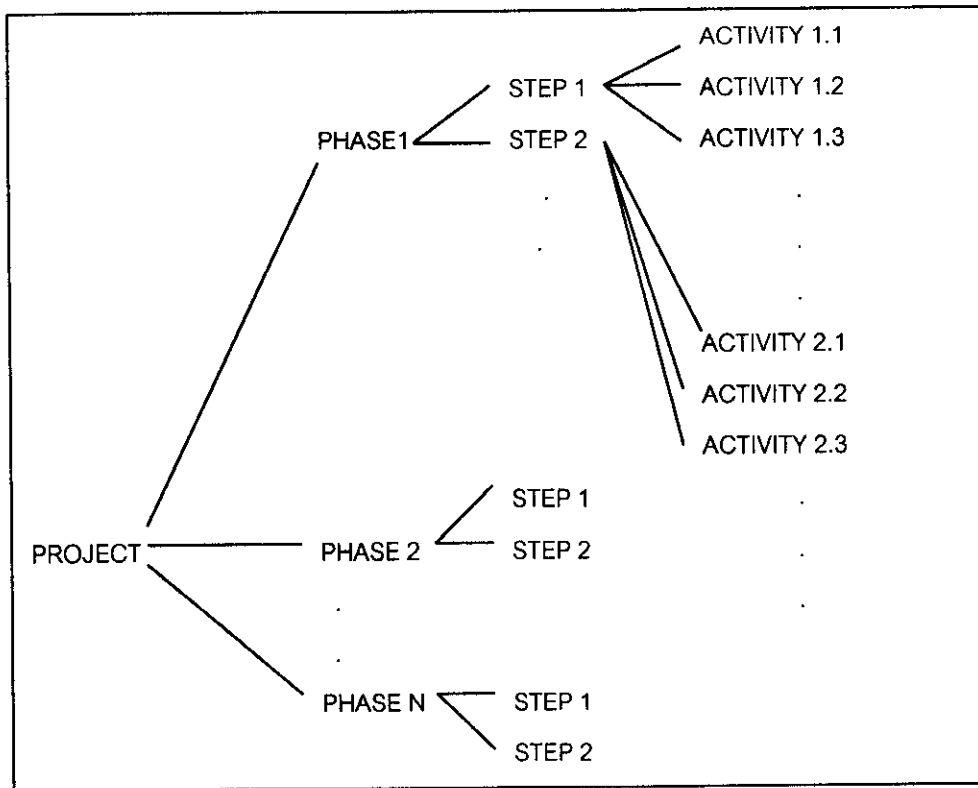 ACTIVITY 1.1
STEP 1
ACTIVITY 1.2
PHASE1
STEP 2
ACTIVITY 1.3
ACTIVITY 2.1
ACTIVITY 2.2
ACTIVITY 2.3
STEP 1
PROJECT
PHASE 2
STEP 2
PHASE N
STEP 1
STEP 2